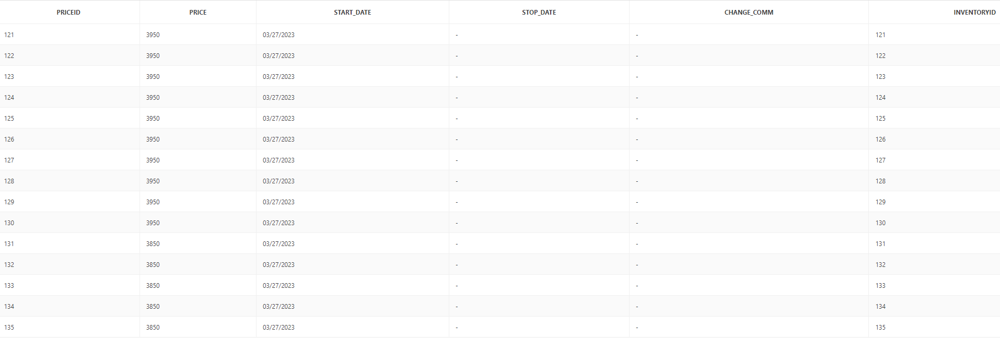 PRICEID PRICE START_DATE STOP_DATE CHANGE_COMM INVENTORYID
121 3950 03/27/2023 - - 121
122 3950 03/27/2023 - - 122
123 3950 03/27/2023 - - 123
124 3950 03/27/2023 - - 124
125 3950 03/27/2023 - - 125
126 3950 03/27/2023 - - 126
127 3950 03/27/2023 - - 127
128 3950 03/27/2023 - - 128
129 3950 03/27/2023 - - 129
130 3950 03/27/2023 - - 130
131 3850 03/27/2023 - - 131
132 3850 03/27/2023 - - 132
133 3850 03/27/2023 - - 133
134 3850 03/27/2023 - - 134
135 3850 03/27/2023 - - 135